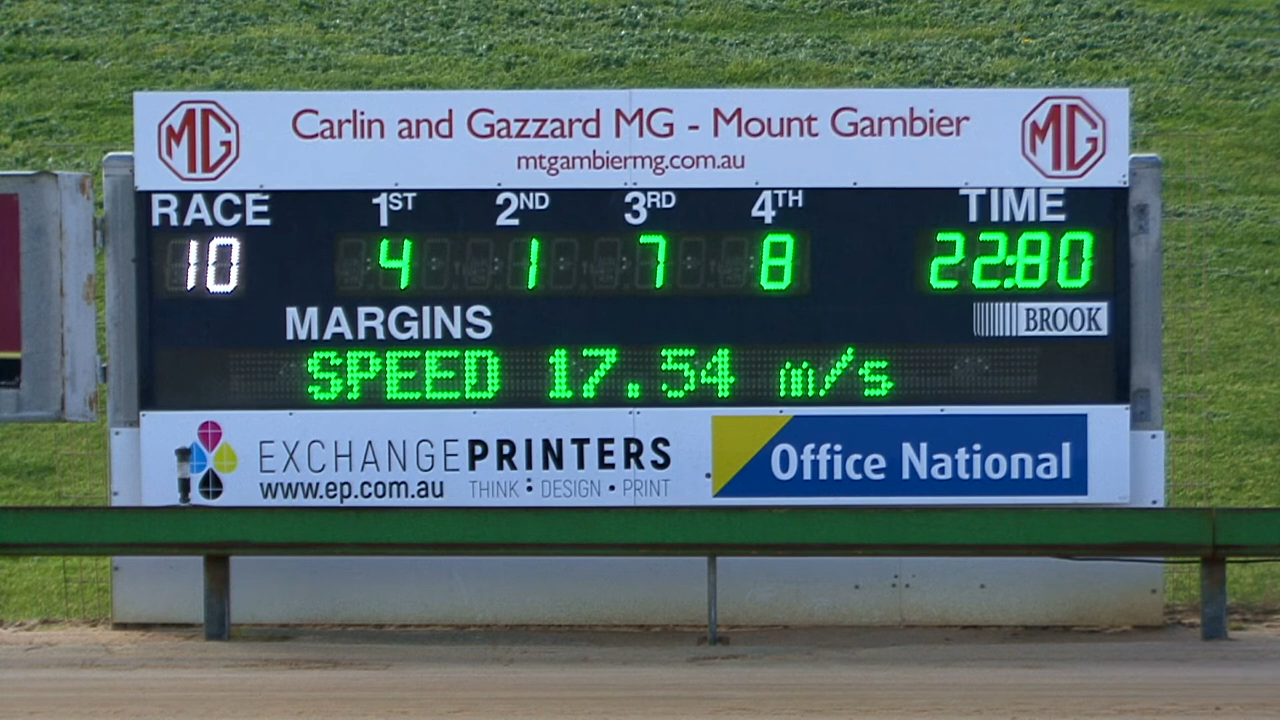 MG Carlin and Gazzard MG - Mount Gambier MG
mtgambiermg.com.au
RACE 1ST 2ND 3RD 4TH TIME
10 4 1 7 8 22:80
MARGINS BROOK
SPEED 17.54 m/s
EXCHANGEPRINTERS Office National
www.ep.com.au THINK • DESIGN • PRINT